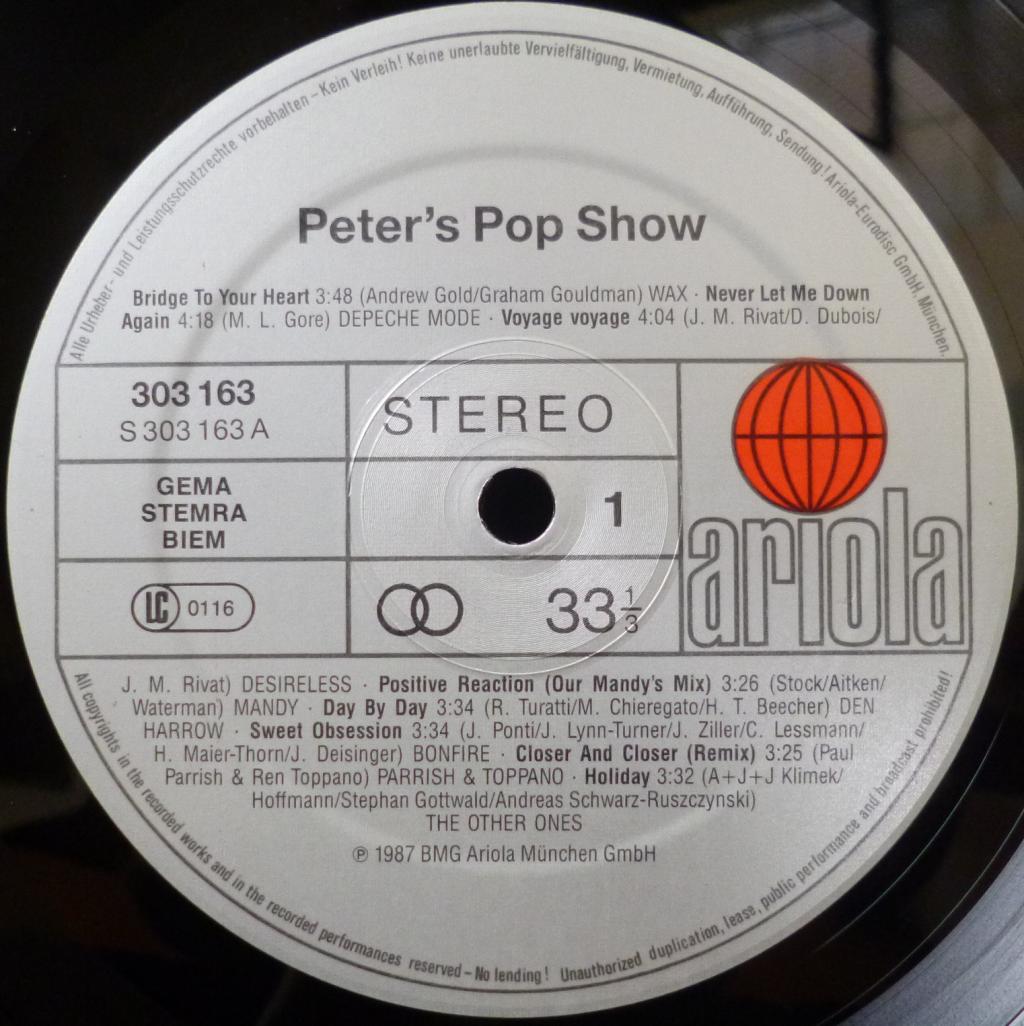 Alle Urheber- und Leistungsschutzrechte vorbehalten – Kein Verleih! Keine unerlaubte Vervielfältigung, Vermietung, Aufführung, Sendung! Ariola-Eurodisc GmbH. München.
Peter's Pop Show
Bridge To Your Heart 3:48 (Andrew Gold/Graham Gouldman) WAX · Never Let Me Down
Again 4:18 (M. L. Gore) DEPECHE MODE · Voyage voyage 4:04 (J. M. Rivat/D. Dubois/
303 163
S 303 163 A
STEREO
GEMA
STEMRA
BIEM
1
LC 0116
33 1/3
ariola
J. M. Rivat) DESIRELESS · Positive Reaction (Our Mandy's Mix) 3:26 (Stock/Aitken/
Waterman) MANDY · Day By Day 3:34 (R. Turatti/M. Chieregato/H. T. Beecher) DEN
HARROW · Sweet Obsession 3:34 (J. Ponti/J. Lynn-Turner/J. Ziller/C. Lessmann/
H. Maier-Thorn/J. Deisinger) BONFIRE · Closer And Closer (Remix) 3:25 (Paul
Parrish & Ren Toppano) PARRISH & TOPPANO · Holiday 3:32 (A+J+J Klimek/
Hoffmann/Stephan Gottwald/Andreas Schwarz-Ruszczynski)
THE OTHER ONES
℗ 1987 BMG Ariola München GmbH
All copyrights in the recorded works and in the recorded performances reserved – No lending! Unauthorized duplication, lease, public performance and broadcast prohibited!